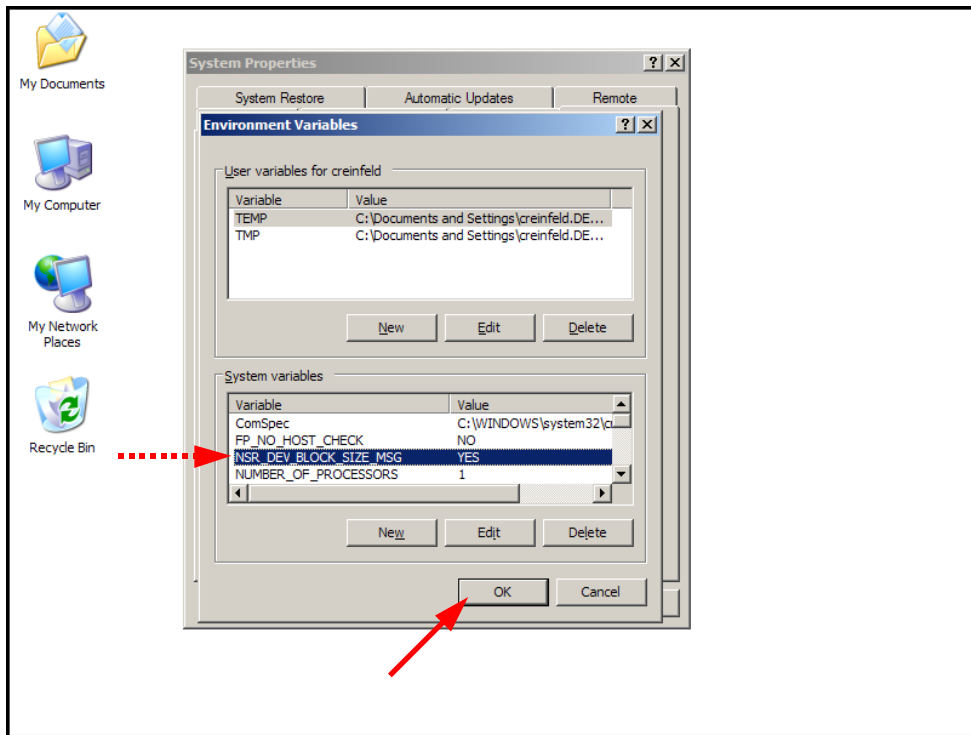 My Documents
My Computer
My Network
Places
Recycle Bin
System Properties
System Restore
Automatic Updates
Remote
Environment Variables
User variables for creinfeld
Variable Value
TEMP C:\Documents and Settings\creinfeld.DE...
TMP C:\Documents and Settings\creinfeld.DE...
New Edit Delete
System variables
Variable Value
ComSpec C:\WINDOWS\system32\c
FP_NO_HOST_CHECK NO
NSR_DEV_BLOCK_SIZE_MSG YES
NUMBER_OF_PROCESSORS 1
New Edit Delete
OK Cancel